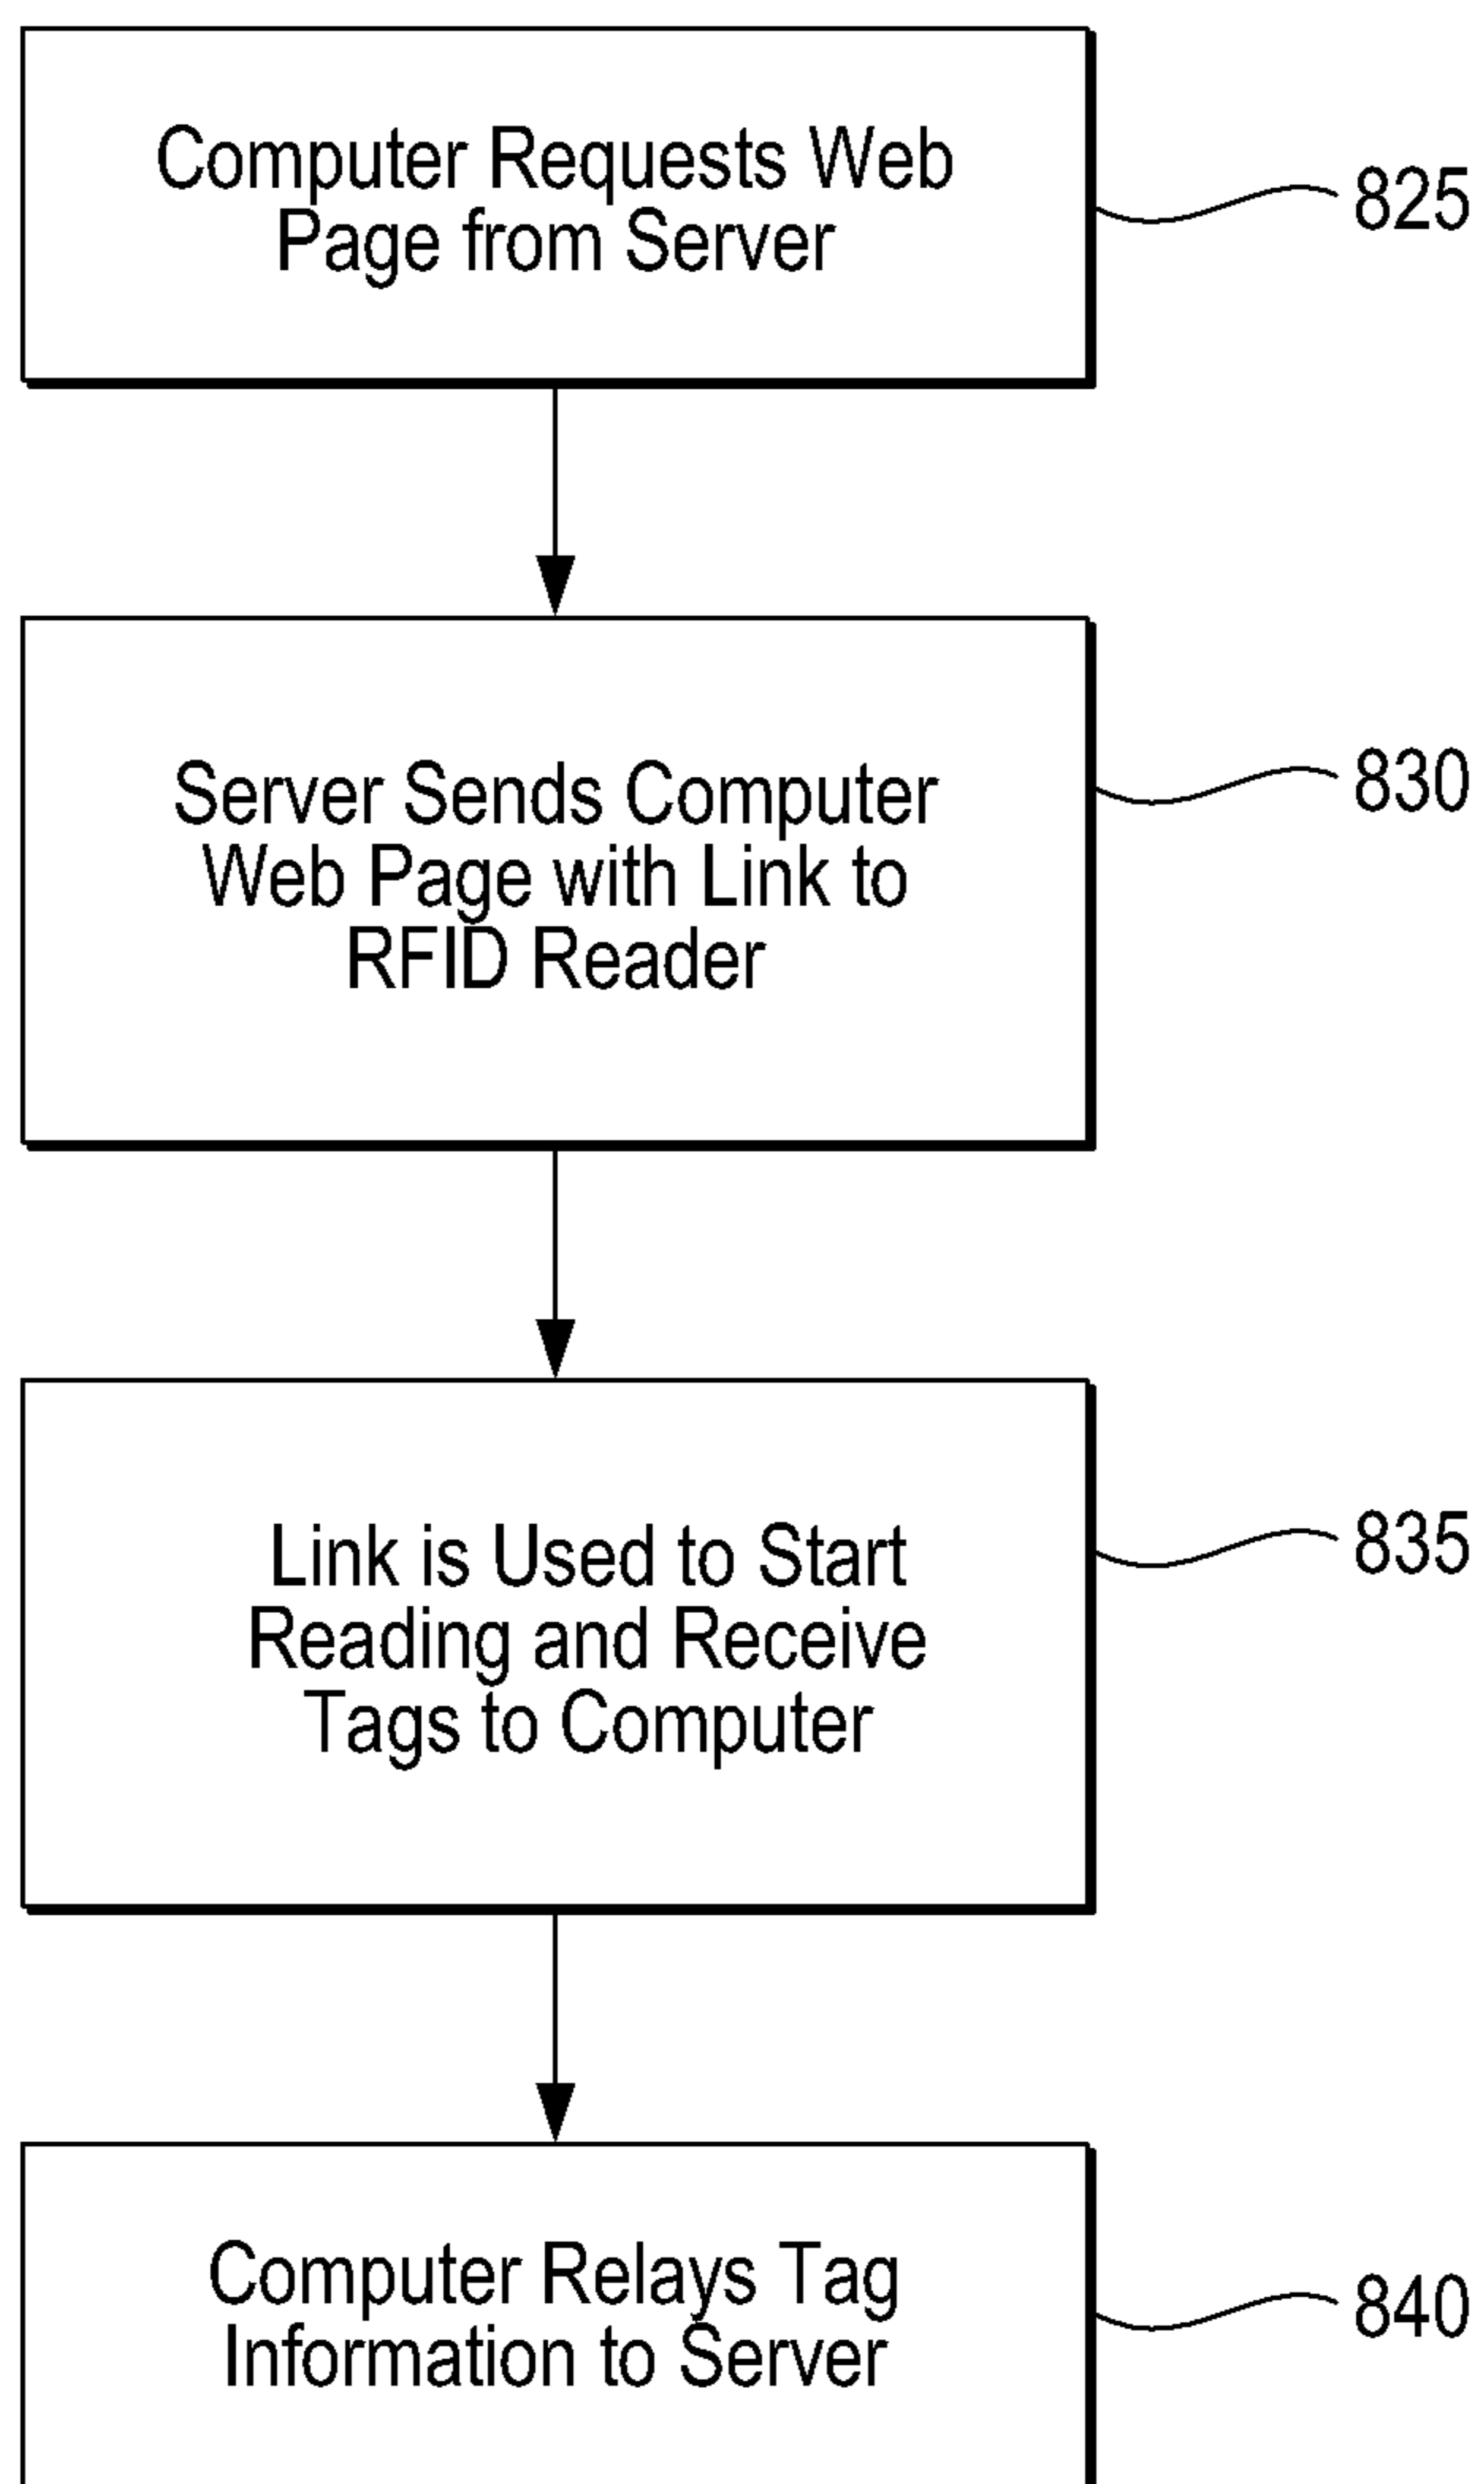 Computer Requests Web
Page from Server
825
Server Sends Computer
Web Page with Link to
RFID Reader
830
Link is Used to Start
Reading and Receive
Tags to Computer
835
Computer Relays Tag
Information to Server
840